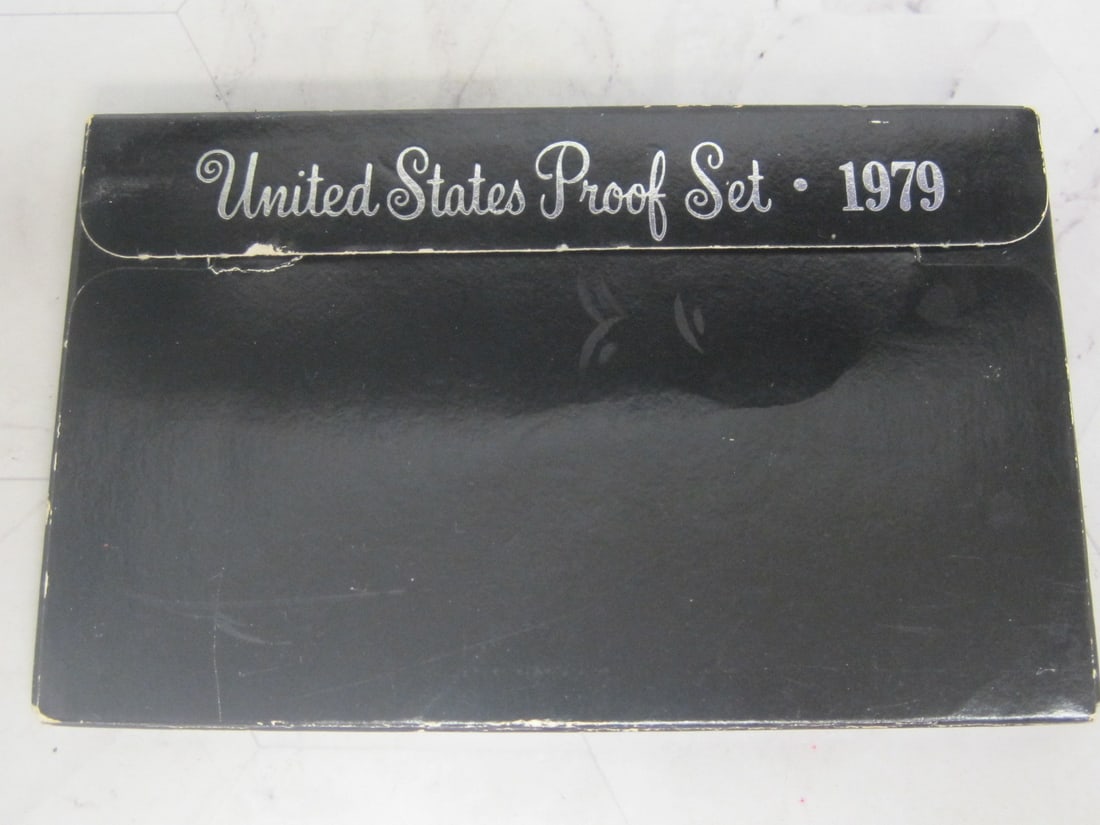 United States Proof Set • 1979